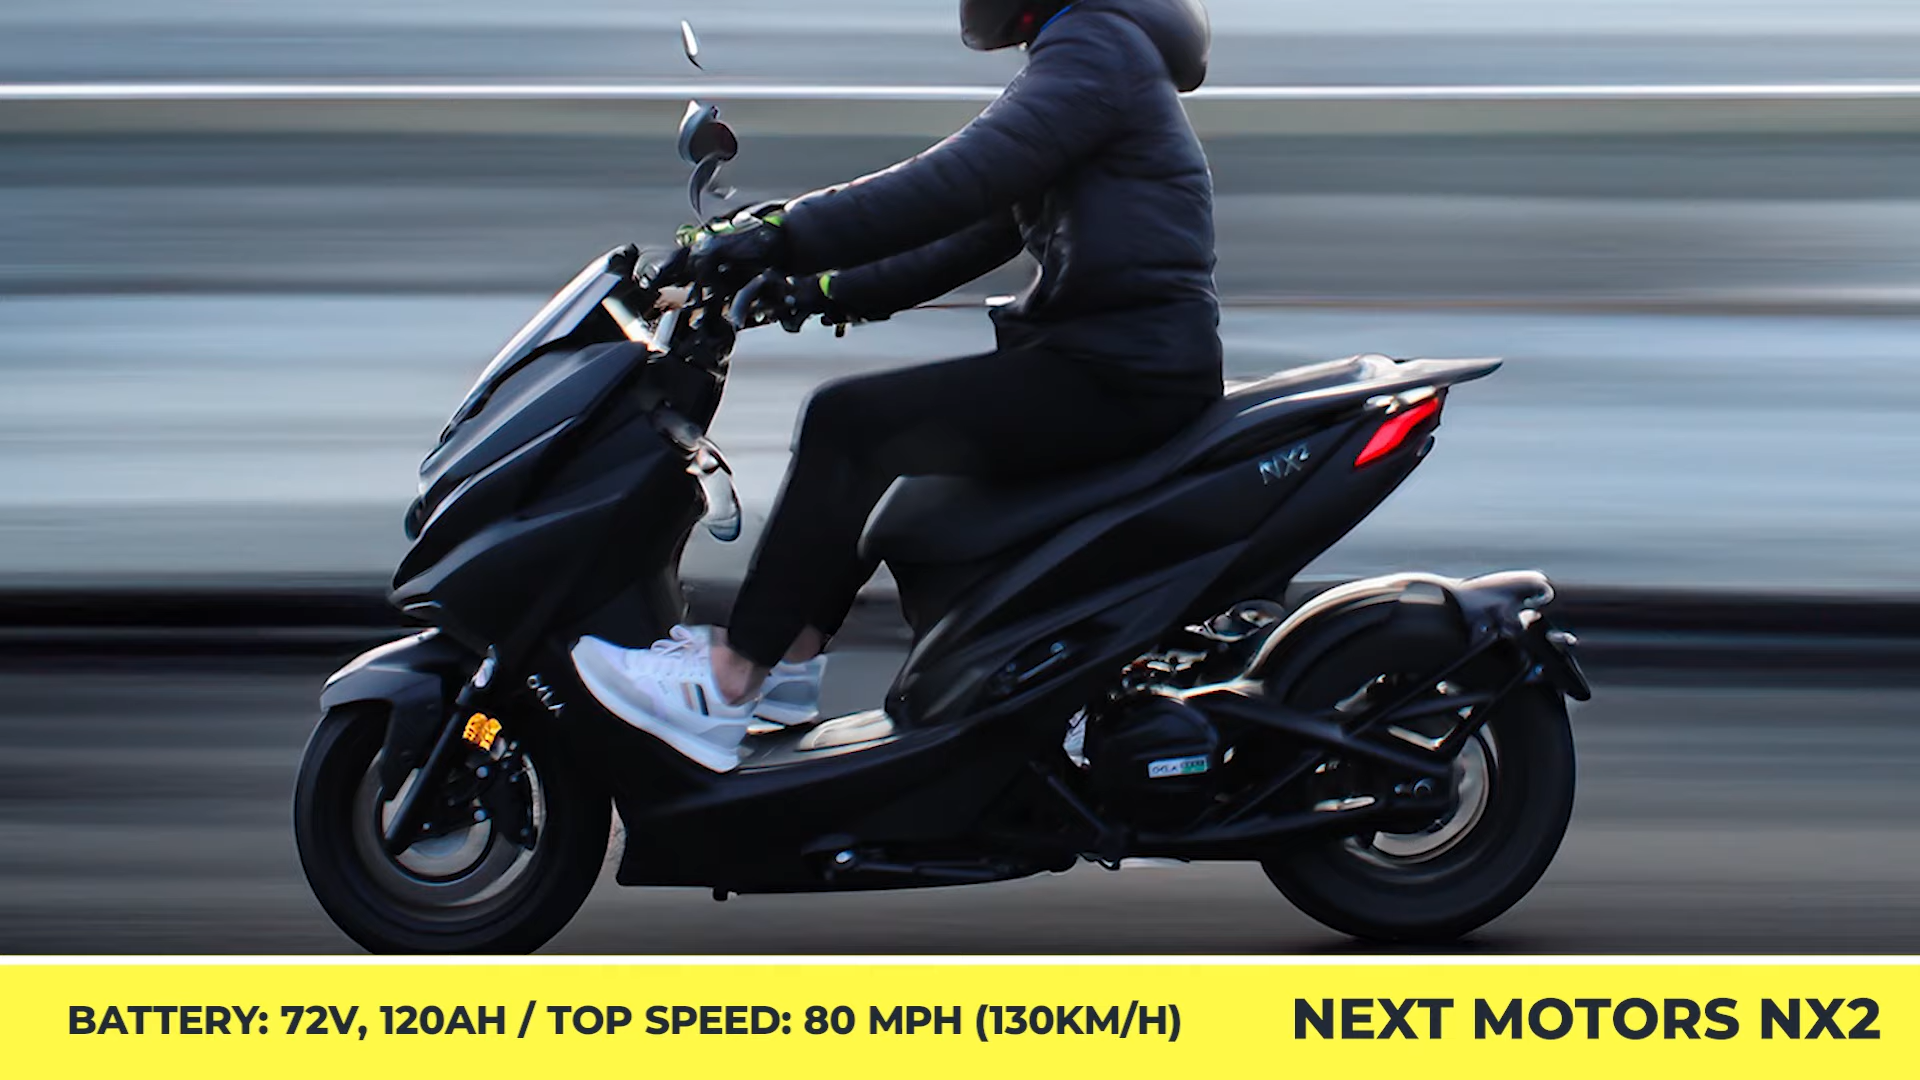 NX2
BATTERY: 72V, 120AH / TOP SPEED: 80 MPH (130KM/H)
NEXT MOTORS NX2